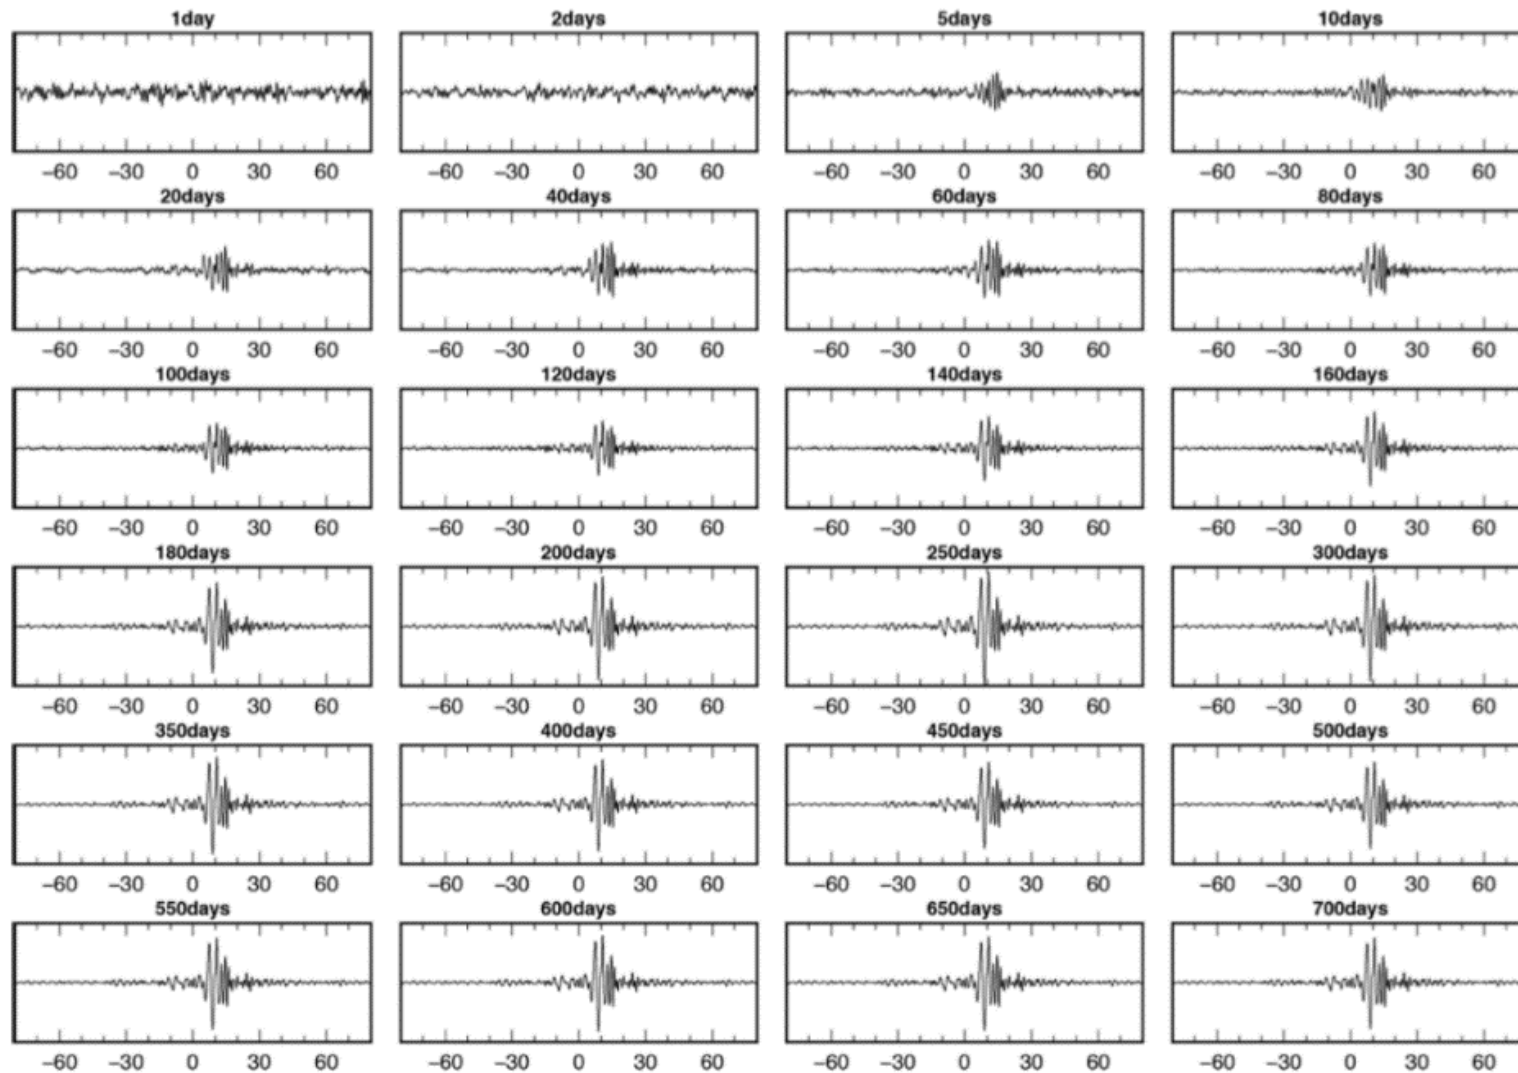 1day 2days 5days 10days
−60 −30 0 30 60 −60 −30 0 30 60 −60 −30 0 30 60 −60 −30 0 30 60
20days 40days 60days 80days
−60 −30 0 30 60 −60 −30 0 30 60 −60 −30 0 30 60 −60 −30 0 30 60
100days 120days 140days 160days
−60 −30 0 30 60 −60 −30 0 30 60 −60 −30 0 30 60 −60 −30 0 30 60
180days 200days 250days 300days
−60 −30 0 30 60 −60 −30 0 30 60 −60 −30 0 30 60 −60 −30 0 30 60
350days 400days 450days 500days
−60 −30 0 30 60 −60 −30 0 30 60 −60 −30 0 30 60 −60 −30 0 30 60
550days 600days 650days 700days
−60 −30 0 30 60 −60 −30 0 30 60 −60 −30 0 30 60 −60 −30 0 30 60